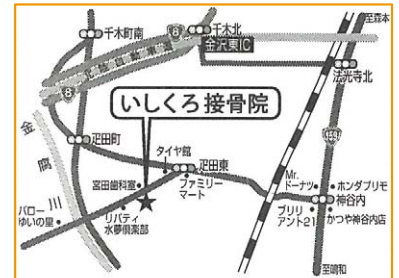 千木町南
千木北
至森本
8
金沢東IC
北陸自動車道
8
法光寺北
いしくろ接骨院
金腐川
疋田町
タイヤ館
疋田東
159
宮田歯科室
ファミリー
マート
Mr.
ドーナツ
ホンダプリモ
神谷内
バロー
ゆいの里
リバティ
水夢倶楽部
ブリリ
アント21
かつや神谷内店
至鳴和